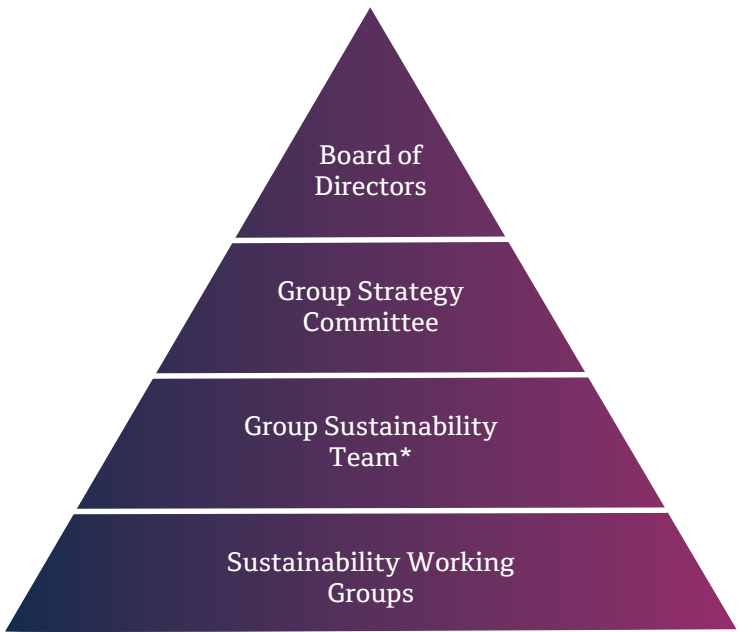 Board of
Directors
Group Strategy
Committee
Group Sustainability
Team*
Sustainability Working
Groups